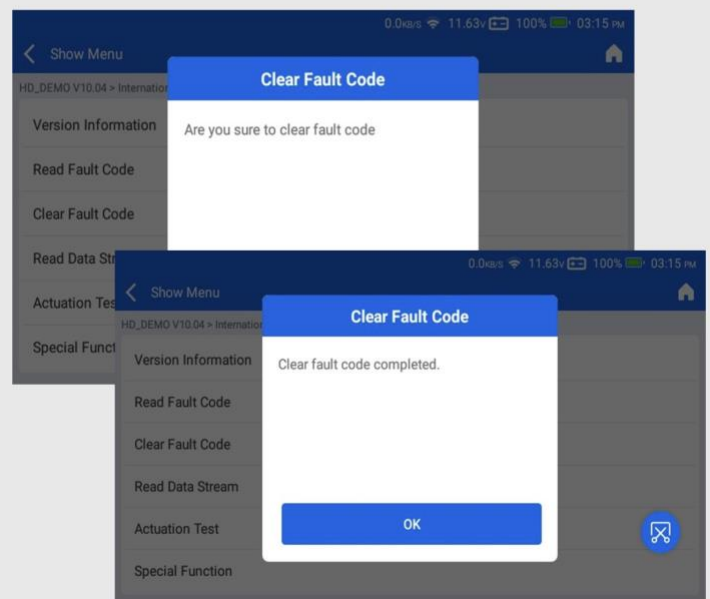 0.0KB/S 11.63V 100% 03:15 PM
Show Menu
HD_DEMO V10.04 > Internation
Clear Fault Code
Version Information
Are you sure to clear fault code
Read Fault Code
Clear Fault Code
Read Data Str
Actuation Tes
Special Funct
0.0KB/S 11.63V 100% 03:15 PM
Show Menu
HD_DEMO V10.04 > Internation
Clear Fault Code
Version Information
Clear fault code completed.
Read Fault Code
Clear Fault Code
Read Data Stream
Actuation Test
OK
Special Function